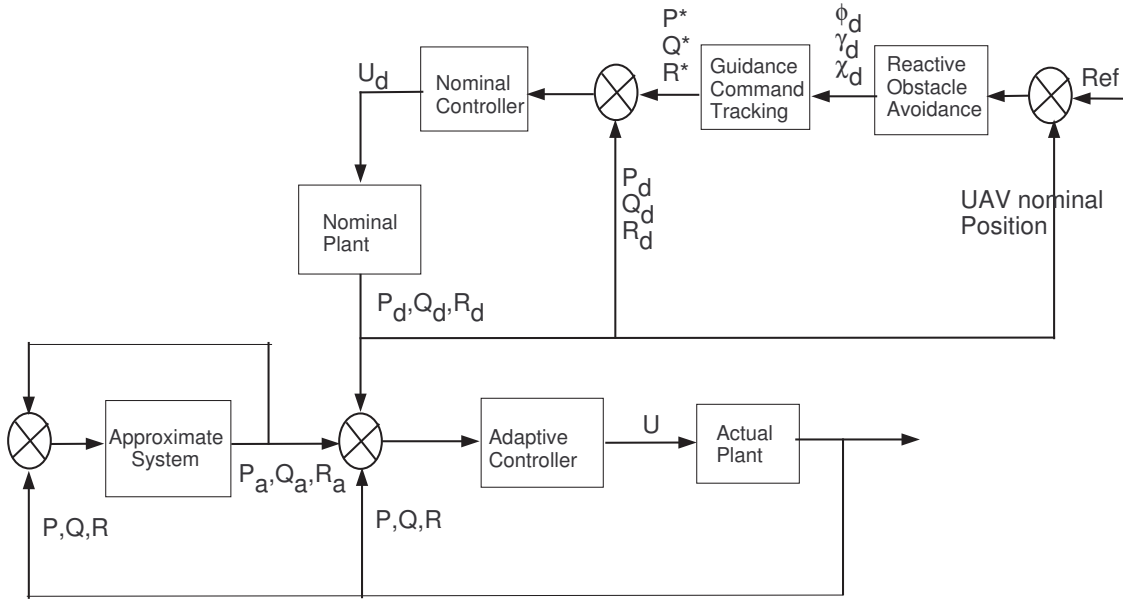 P*
Q*
R*
ϕd
γd
χd
Ref
Ud
Nominal
Controller
Guidance
Command
Tracking
Reactive
Obstacle
Avoidance
Nominal
Plant
Pd
Qd
Rd
UAV nominal
Position
Pd,Qd,Rd
Approximate
System
Pa,Qa,Ra
Adaptive
Controller
U
Actual
Plant
P,Q,R
P,Q,R